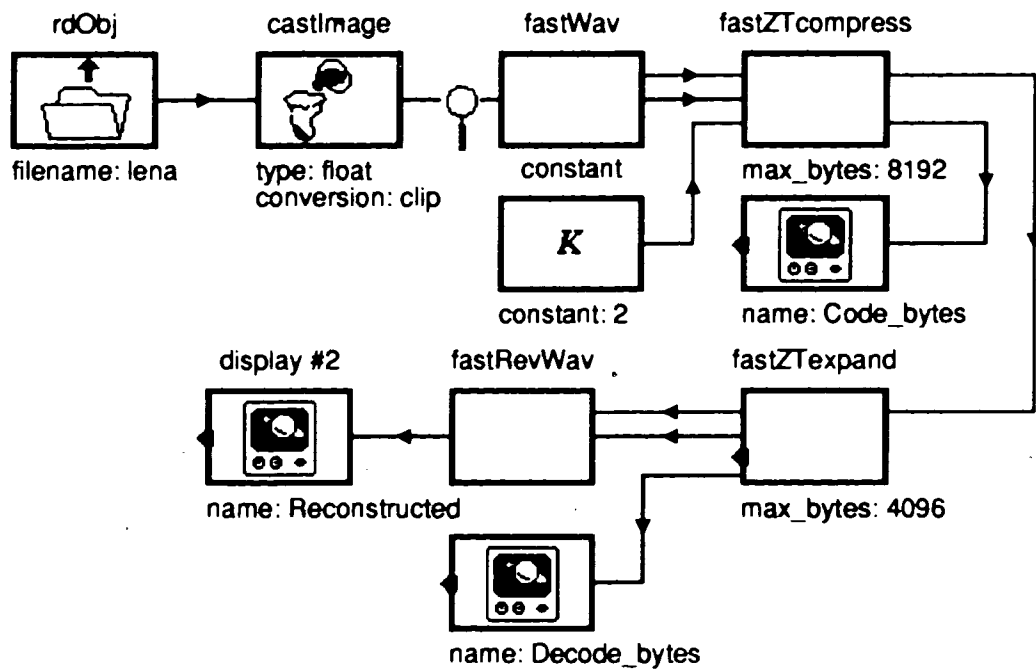 rdObj
castImage
fastWav
fastZTcompress
filename: lena
type: float
conversion: clip
constant
max_bytes: 8192
K
constant: 2
name: Code_bytes
display #2
fastRevWav
fastZTexpand
name: Reconstructed
max_bytes: 4096
name: Decode_bytes